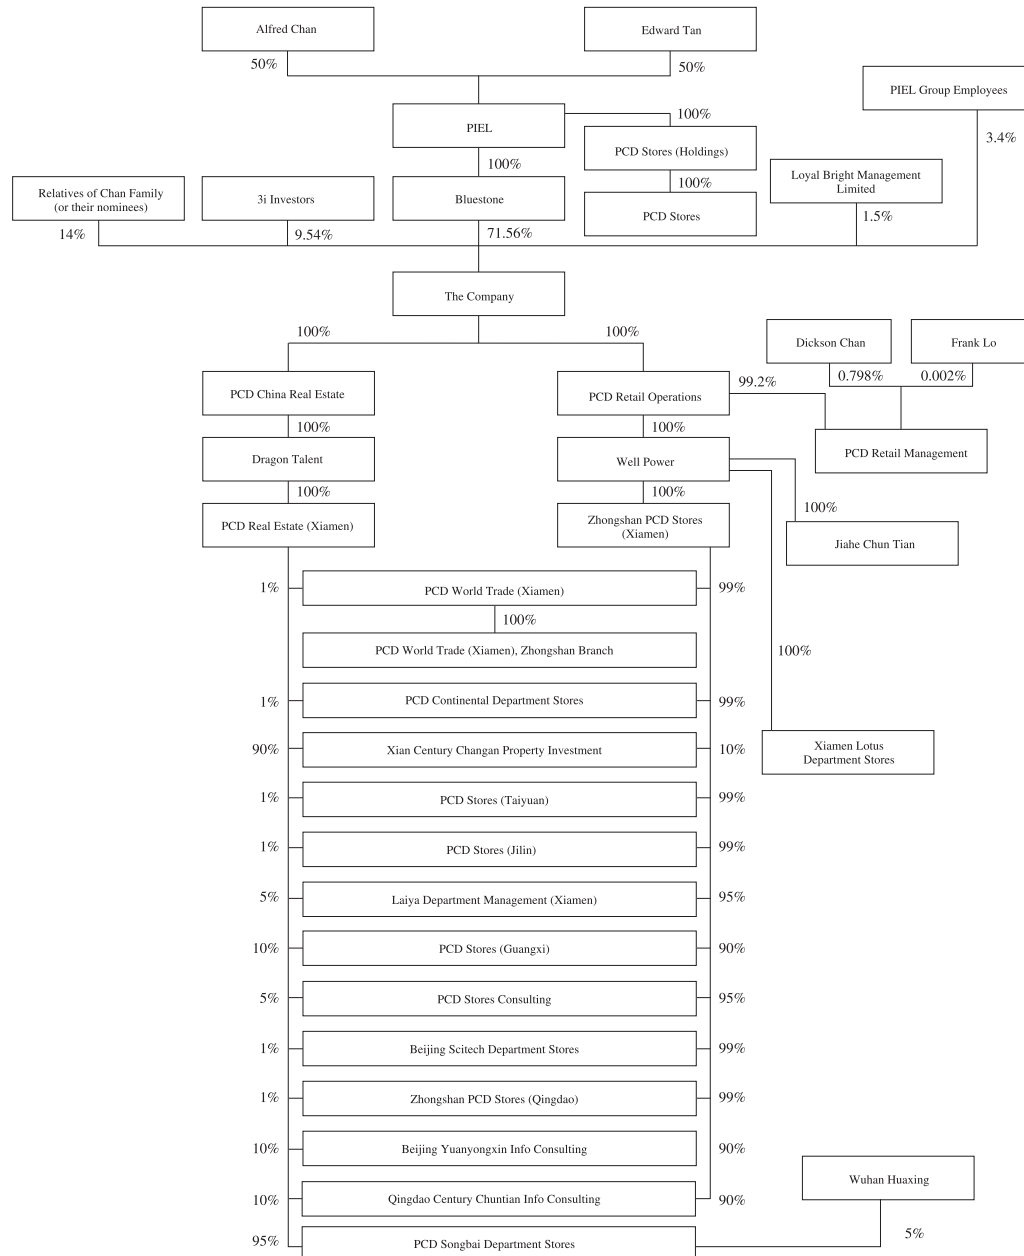 Alfred Chan
Edward Tan
50%
50%
PIEL Group Employees
PIEL
100%
3.4%
PCD Stores (Holdings)
100%
Loyal Bright Management
Limited
100%
Relatives of Chan Family
(or their nominees)
3i Investors
Bluestone
PCD Stores
1.5%
14%
9.54%
71.56%
The Company
100%
100%
Dickson Chan
Frank Lo
99.2%
0.798%
0.002%
PCD China Real Estate
PCD Retail Operations
100%
100%
PCD Retail Management
Dragon Talent
Well Power
100%
100%
100%
PCD Real Estate (Xiamen)
Zhongshan PCD Stores
(Xiamen)
Jiahe Chun Tian
1%
PCD World Trade (Xiamen)
99%
100%
PCD World Trade (Xiamen), Zhongshan Branch
100%
1%
PCD Continental Department Stores
99%
90%
Xian Century Changan Property Investment
10%
Xiamen Lotus
Department Stores
1%
PCD Stores (Taiyuan)
99%
1%
PCD Stores (Jilin)
99%
5%
Laiya Department Management (Xiamen)
95%
10%
PCD Stores (Guangxi)
90%
5%
PCD Stores Consulting
95%
1%
Beijing Scitech Department Stores
99%
1%
Zhongshan PCD Stores (Qingdao)
99%
10%
Beijing Yuanyongxin Info Consulting
90%
Wuhan Huaxing
10%
Qingdao Century Chuntian Info Consulting
90%
5%
95%
PCD Songbai Department Stores